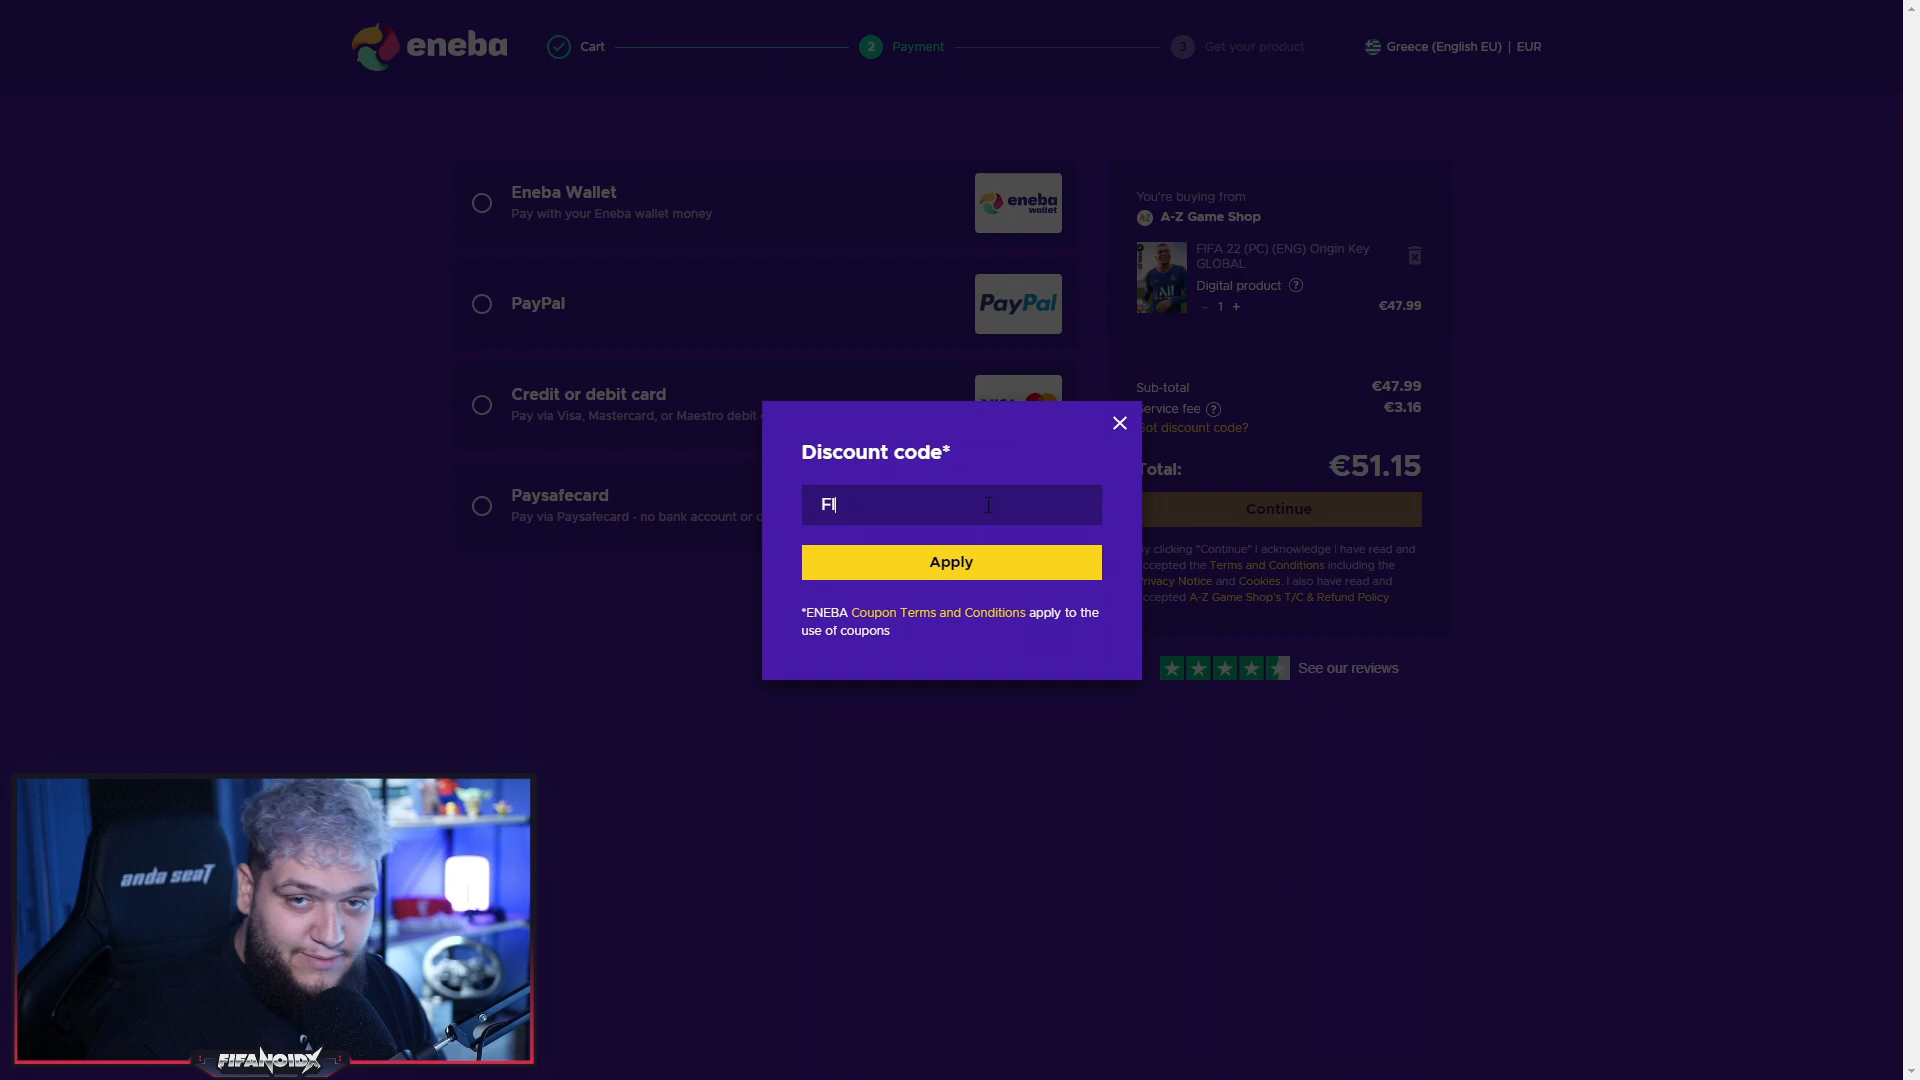 eneba
Cart
2
Payment
3
Get your product
Greece (English EU) | EUR
Eneba Wallet
Pay with your Eneba wallet money
eneba
wallet
PayPal
PayPal
Credit or debit card
Pay via Visa, Mastercard, or Maestro debit
Paysafecard
Pay via Paysafecard - no bank account or
You're buying from
A-Z Game Shop
FIFA 22 (PC) (ENG) Origin Key
GLOBAL
Digital product ?
- 1 +
€47.99
Sub-total
€47.99
Service fee ?
€3.16
Got discount code?
Total:
€51.15
Continue
By clicking "Continue" I acknowledge I have read and
accepted the Terms and Conditions including the
Privacy Notice and Cookies. I also have read and
accepted A-Z Game Shop's T/C & Refund Policy
See our reviews
Discount code*
FI
Apply
*ENEBA Coupon Terms and Conditions apply to the
use of coupons
anda seaT
FIFANOIDX